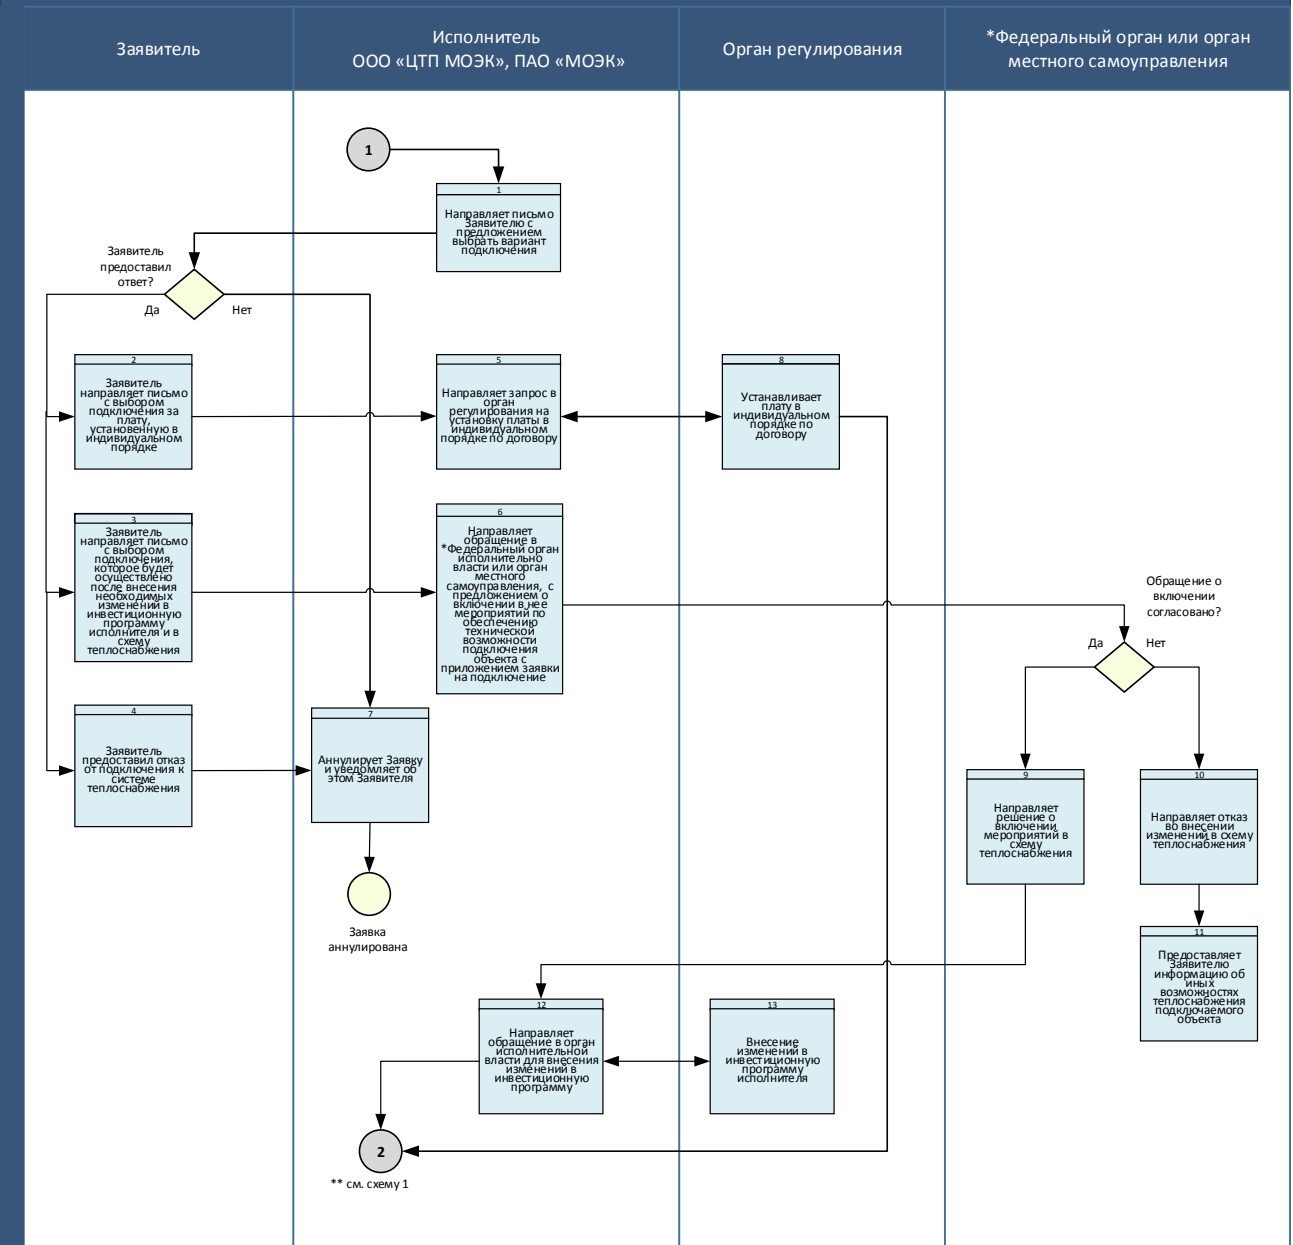 Заявитель
Исполнитель
ООО «ЦТП МОЭК», ПАО «МОЭК»
Орган регулирования
*Федеральный орган или орган
местного самоуправления
1
1
Направляет письмо
Заявителю с
предложением
выбрать вариант
подключения
Заявитель
предоставил
ответ?
Да
Нет
2
Заявитель
направляет письмо
с выбором
подключения за
плату,
установенную в
индивидуальном
порядке
5
Направляет запрос в
орган
регулирования на
установку платы в
индивидуальном
порядке по договору
8
Устанавливает
плату в
индивидуальном
порядке по
договору
3
Заявитель
направляет письмо
с выбором
подключения,
которое будет
осуществлено
после внесения
необходимых
изменений в
инвестиционную
программу
исполнителя и в
схему
теплоснабжения
6
Направляет
обращение в
*Федеральный орган
исполнительно
власти или орган
местного
самоуправления, с
предложением о
включении в нее
мероприятий по
обеспечению
технической
возможности
подключения
объекта с
приложением заявки
на подключение
Обращение о
включении
согласовано?
Да
Нет
4
Заявитель
предоставил отказ
от подключения к
системе
теплоснабжения
7
Аннулирует Заявку
и уведомляет об
этом Заявителя
Заявка
аннулирована
9
Направляет
решение о
включении
мероприятий в
схему
теплоснабжения
10
Направляет отказ
во внесении
изменений в схему
теплоснабжения
11
Предоставляет
Заявителю
информацию об
иных
возможностях
теплоснабжения
подключаемого
объекта
12
Направляет
обращение в орган
исполнительной
власти для внесения
изменений в
инвестиционную
программу
13
Внесение
изменений в
инвестиционную
программу
исполнителя
2
** см. схему 1